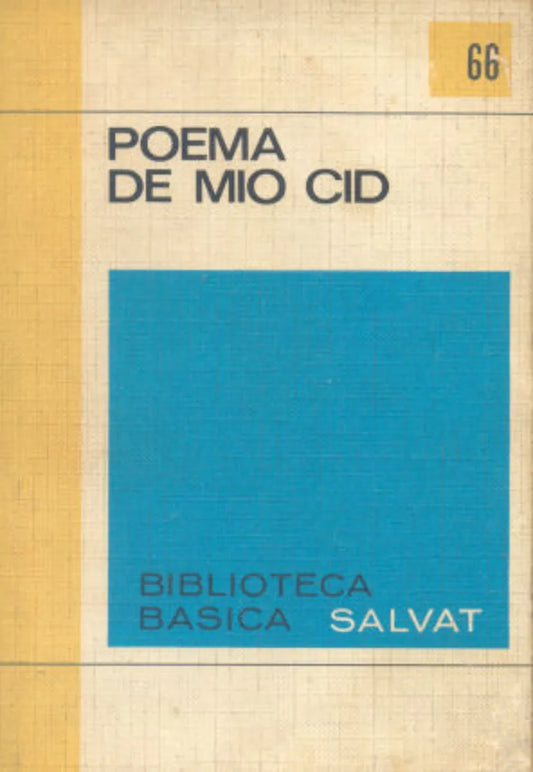 66
POEMA
DE MIO CID
BIBLIOTECA
BASICA SALVAT